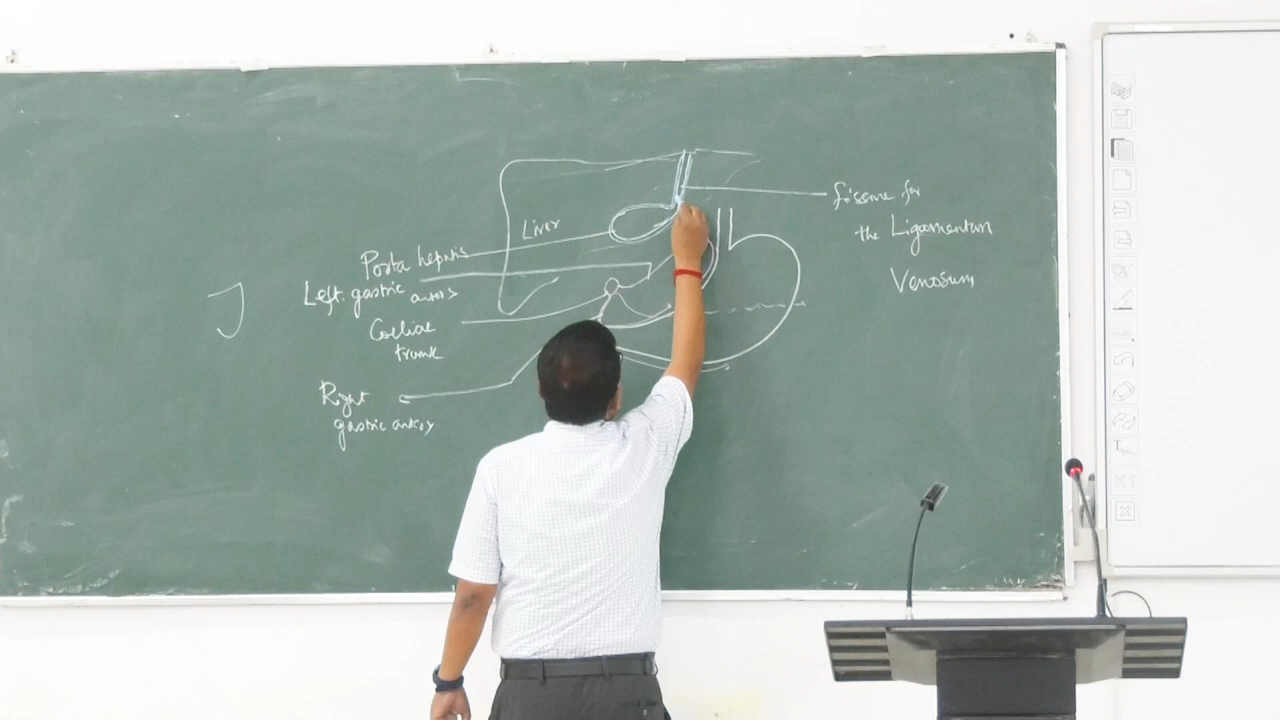 Liver
Porta hepatis
Left gastric artery
Coeliac
trunk
Right
gastric artery
fissure for
the Ligamentum
Venosum